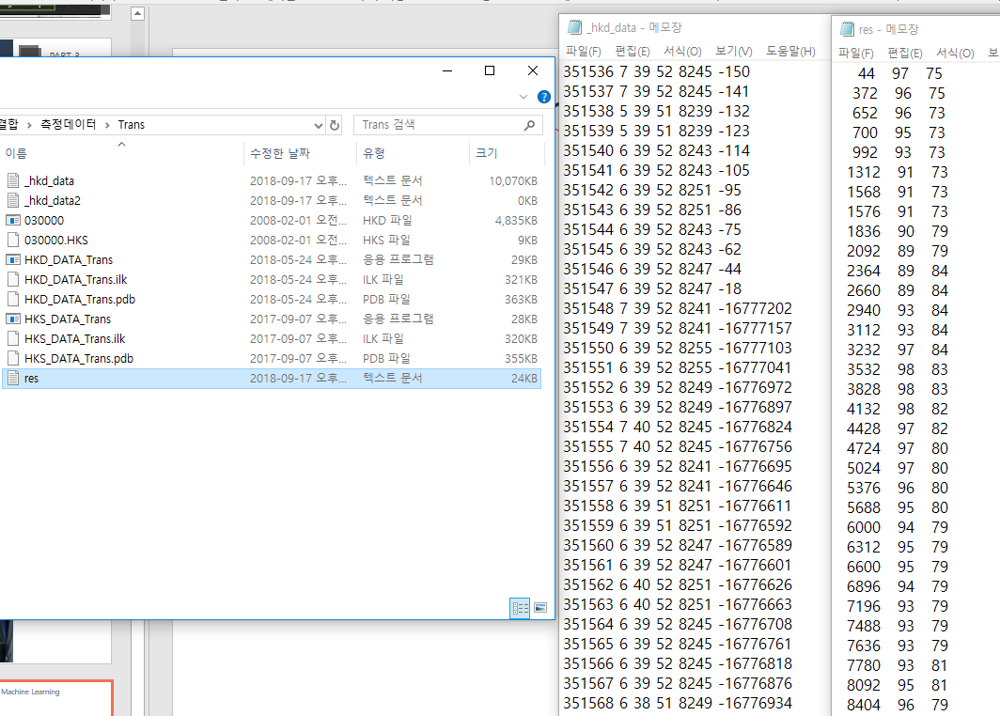 Trans
측정데이터 > Trans
Trans 검색
이름 수정한 날짜 유형 크기
_hkd_data 2018-09-17 오후... 텍스트 문서 10,070KB
_hkd_data2 2018-09-17 오후... 텍스트 문서 0KB
030000 2008-02-01 오전... HKD 파일 4,835KB
030000.HKS 2008-02-01 오전... HKS 파일 9KB
HKD_DATA_Trans 2018-05-24 오후... 응용 프로그램 29KB
HKD_DATA_Trans.ilk 2018-05-24 오후... ILK 파일 321KB
HKD_DATA_Trans.pdb 2018-05-24 오후... PDB 파일 363KB
HKS_DATA_Trans 2017-09-07 오후... 응용 프로그램 28KB
HKS_DATA_Trans.ilk 2017-09-07 오후... ILK 파일 320KB
HKS_DATA_Trans.pdb 2017-09-07 오후... PDB 파일 355KB
res 2018-09-17 오후... 텍스트 문서 24KB
Machine Learning
_hkd_data - 메모장
파일(F) 편집(E) 서식(O) 보기(V) 도움말(H)
351536 7 39 52 8245 -150
351537 7 39 52 8245 -141
351538 5 39 51 8239 -132
351539 5 39 51 8239 -123
351540 6 39 52 8243 -114
351541 6 39 52 8243 -105
351542 6 39 52 8251 -95
351543 6 39 52 8251 -86
351544 6 39 52 8243 -75
351545 6 39 52 8243 -62
351546 6 39 52 8247 -44
351547 6 39 52 8247 -18
351548 7 39 52 8241 -16777202
351549 7 39 52 8241 -16777157
351550 6 39 52 8255 -16777103
351551 6 39 52 8255 -16777041
351552 6 39 52 8249 -16776972
351553 6 39 52 8249 -16776897
351554 7 40 52 8245 -16776824
351555 7 40 52 8245 -16776756
351556 6 39 52 8241 -16776695
351557 6 39 52 8241 -16776646
351558 6 39 51 8251 -16776611
351559 6 39 51 8251 -16776592
351560 6 39 52 8247 -16776589
351561 6 39 52 8247 -16776601
351562 6 40 52 8251 -16776626
351563 6 40 52 8251 -16776663
351564 6 39 52 8245 -16776708
351565 6 39 52 8245 -16776761
351566 6 39 52 8245 -16776818
351567 6 39 52 8245 -16776876
351568 6 38 51 8249 -16776934
res - 메모장
파일(F) 편집(E) 서식(O)
44 97 75
372 96 75
652 96 73
700 95 73
992 93 73
1312 91 73
1568 91 73
1576 91 73
1836 90 79
2092 89 79
2364 89 84
2660 89 84
2940 93 84
3112 93 84
3232 97 84
3532 98 83
3828 98 83
4132 98 82
4428 97 82
4724 97 80
5024 97 80
5376 96 80
5688 95 80
6000 94 79
6312 95 79
6600 95 79
6896 94 79
7196 93 79
7488 93 79
7636 93 79
7780 93 81
8092 95 81
8404 96 79